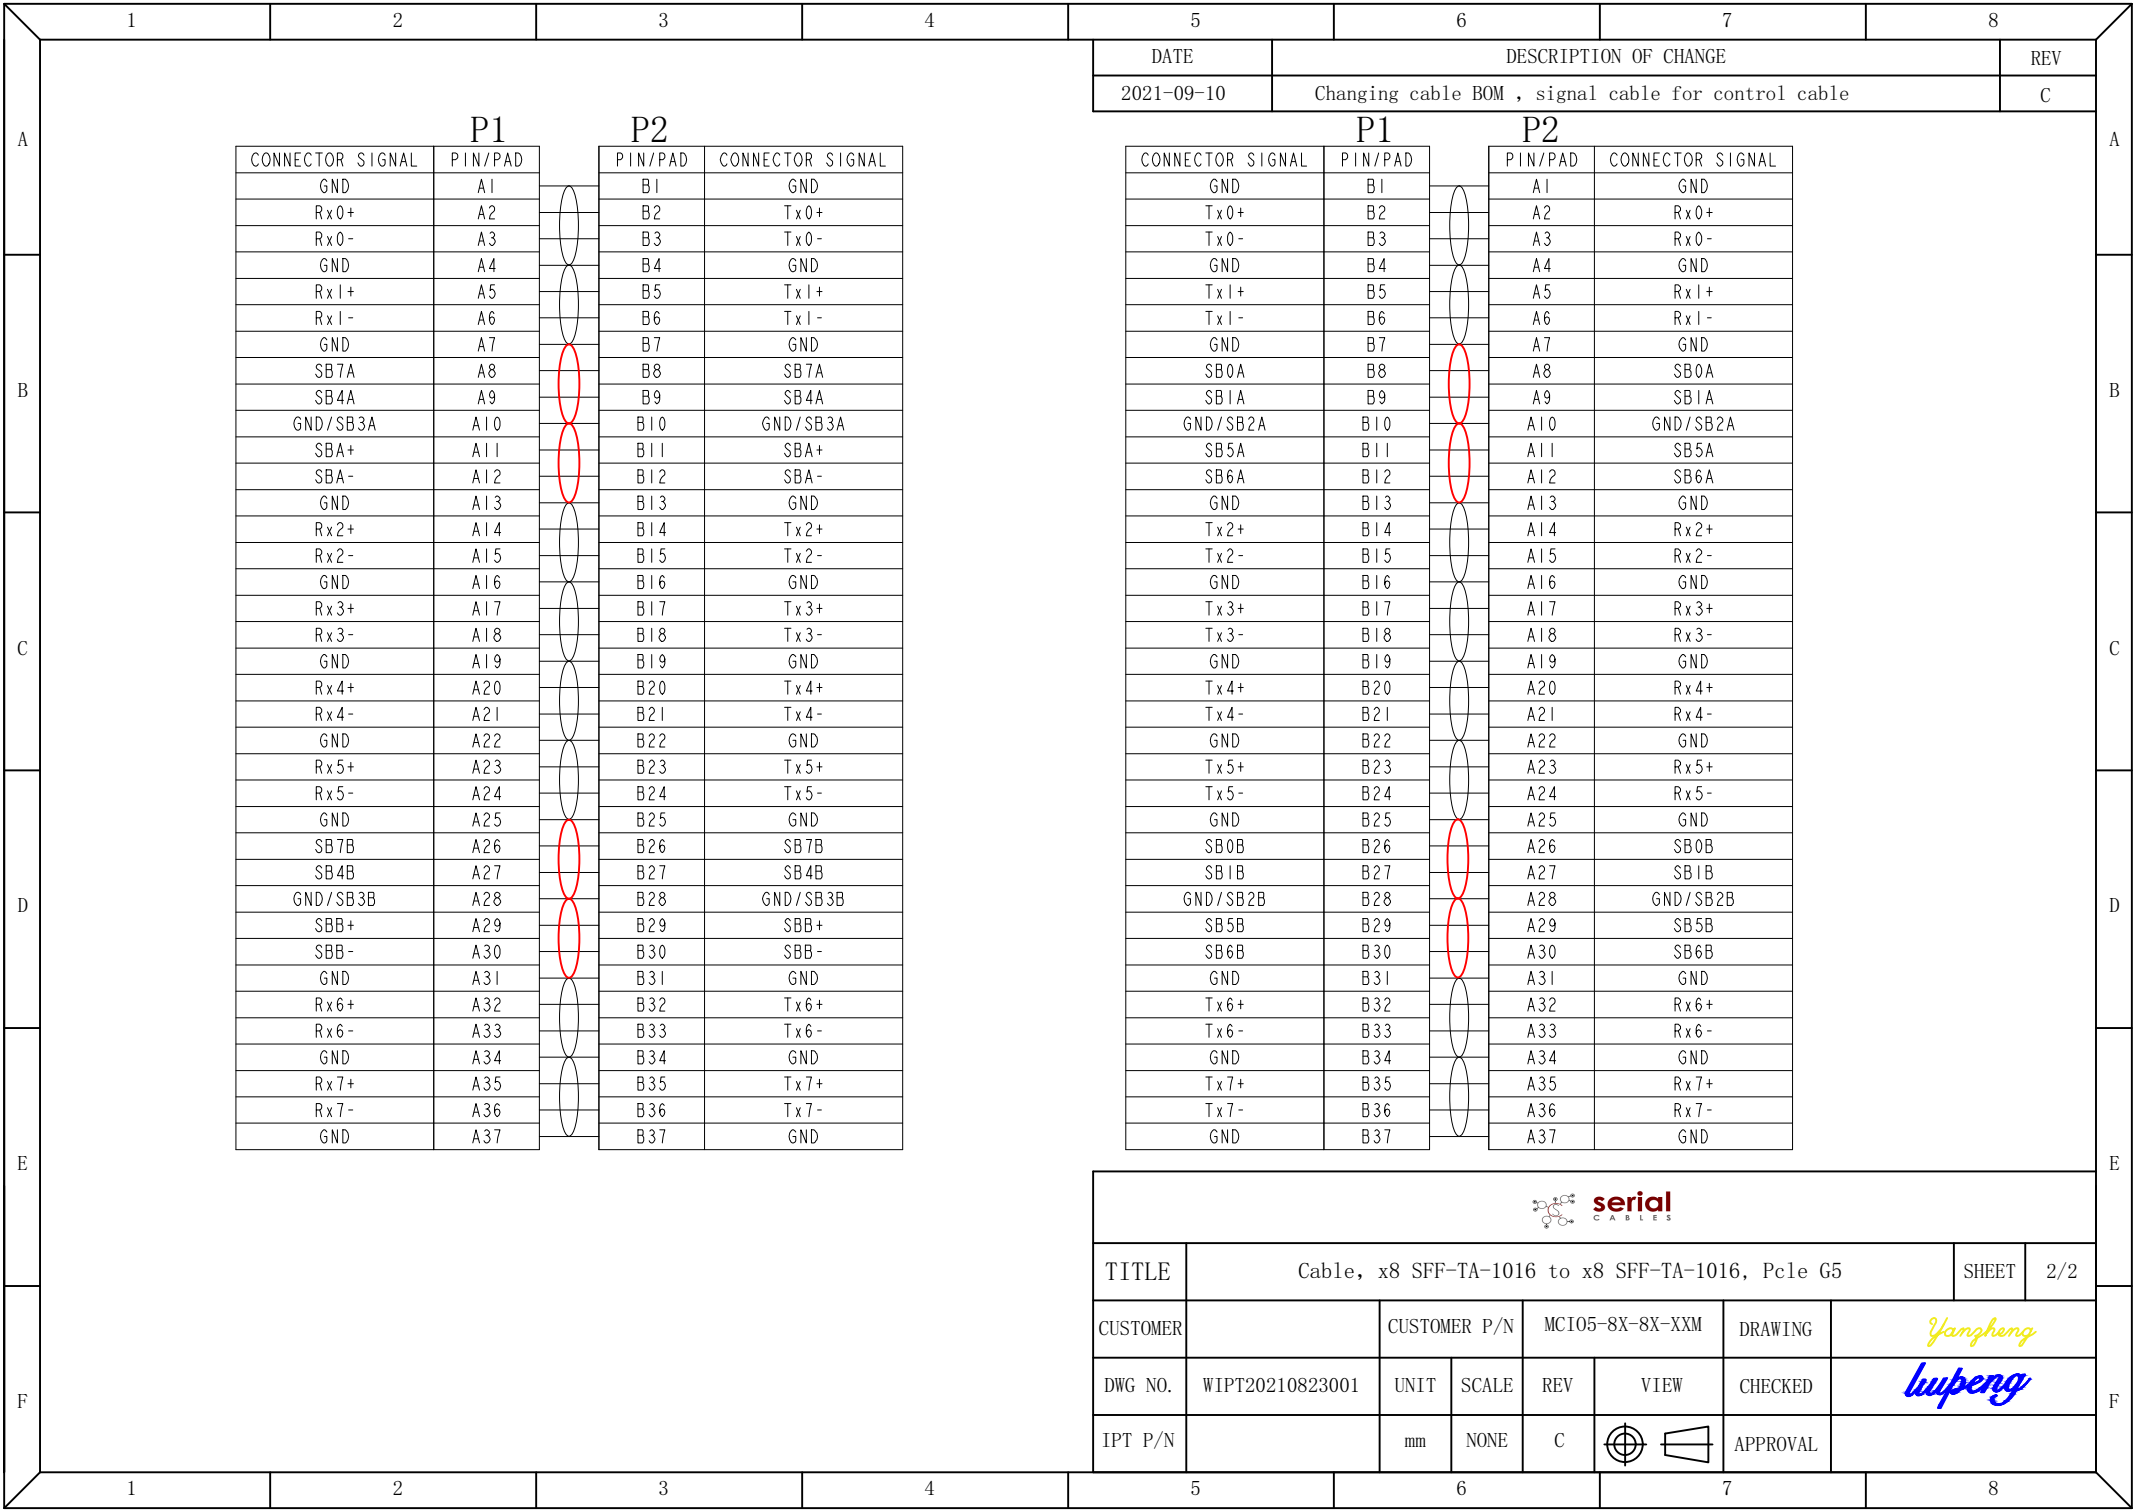 1 2 3 4 5 6 7 8
DATE DESCRIPTION OF CHANGE REV
2021-09-10 Changing cable BOM , signal cable for control cable C
A A
P1 P2 P1 P2
CONNECTOR SIGNAL PIN/PAD PIN/PAD CONNECTOR SIGNAL CONNECTOR SIGNAL PIN/PAD PIN/PAD CONNECTOR SIGNAL
GND A1 B1 GND GND B1 A1 GND
Rx0+ A2 B2 Tx0+ Tx0+ B2 A2 Rx0+
Rx0- A3 B3 Tx0- Tx0- B3 A3 Rx0-
GND A4 B4 GND GND B4 A4 GND
Rx1+ A5 B5 Tx1+ Tx1+ B5 A5 Rx1+
Rx1- A6 B6 Tx1- Tx1- B6 A6 Rx1-
GND A7 B7 GND GND B7 A7 GND
SB7A A8 B8 SB7A SB0A B8 A8 SB0A
B B
SB4A A9 B9 SB4A SB1A B9 A9 SB1A
GND/SB3A A10 B10 GND/SB3A GND/SB2A B10 A10 GND/SB2A
SBA+ A11 B11 SBA+ SB5A B11 A11 SB5A
SBA- A12 B12 SBA- SB6A B12 A12 SB6A
GND A13 B13 GND GND B13 A13 GND
Rx2+ A14 B14 Tx2+ Tx2+ B14 A14 Rx2+
Rx2- A15 B15 Tx2- Tx2- B15 A15 Rx2-
GND A16 B16 GND GND B16 A16 GND
Rx3+ A17 B17 Tx3+ Tx3+ B17 A17 Rx3+
Rx3- A18 B18 Tx3- Tx3- B18 A18 Rx3-
C C
GND A19 B19 GND GND B19 A19 GND
Rx4+ A20 B20 Tx4+ Tx4+ B20 A20 Rx4+
Rx4- A21 B21 Tx4- Tx4- B21 A21 Rx4-
GND A22 B22 GND GND B22 A22 GND
Rx5+ A23 B23 Tx5+ Tx5+ B23 A23 Rx5+
Rx5- A24 B24 Tx5- Tx5- B24 A24 Rx5-
GND A25 B25 GND GND B25 A25 GND
SB7B A26 B26 SB7B SB0B B26 A26 SB0B
SB4B A27 B27 SB4B SB1B B27 A27 SB1B
GND/SB3B A28 B28 GND/SB3B GND/SB2B B28 A28 GND/SB2B
D D
SBB+ A29 B29 SBB+ SB5B B29 A29 SB5B
SBB- A30 B30 SBB- SB6B B30 A30 SB6B
GND A31 B31 GND GND B31 A31 GND
Rx6+ A32 B32 Tx6+ Tx6+ B32 A32 Rx6+
Rx6- A33 B33 Tx6- Tx6- B33 A33 Rx6-
GND A34 B34 GND GND B34 A34 GND
Rx7+ A35 B35 Tx7+ Tx7+ B35 A35 Rx7+
Rx7- A36 B36 Tx7- Tx7- B36 A36 Rx7-
GND A37 B37 GND GND B37 A37 GND
E E
serial
CABLES
TITLE Cable, x8 SFF-TA-1016 to x8 SFF-TA-1016, Pcle G5 SHEET 2/2
CUSTOMER CUSTOMER P/N MCIO5-8X-8X-XXM DRAWING Yanzheng
DWG NO. WIPT20210823001 UNIT SCALE REV VIEW CHECKED liupeng
F F
IPT P/N mm NONE C APPROVAL
1 2 3 4 5 6 7 8